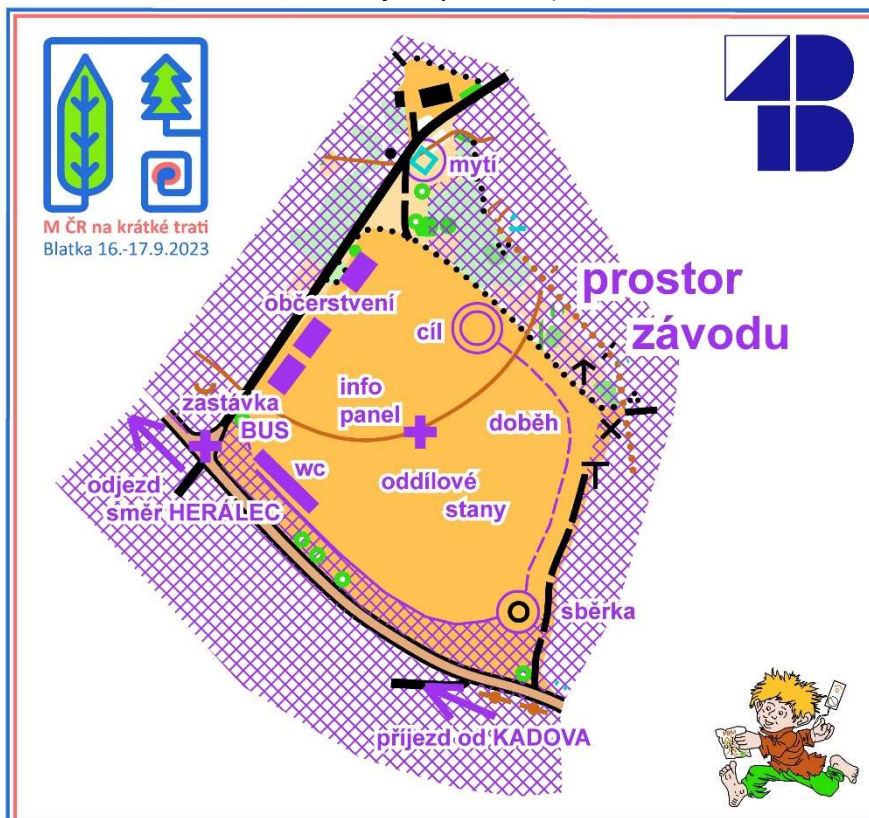 M ČR na krátké trati
Blatka 16.-17.9.2023
mytí
prostor
závodu
občerstvení
cíl
info
panel
zastávka
BUS
doběh
wc
oddílové
stany
odjezd
směr HERÁLEC
sběrka
příjezd od KADOVA